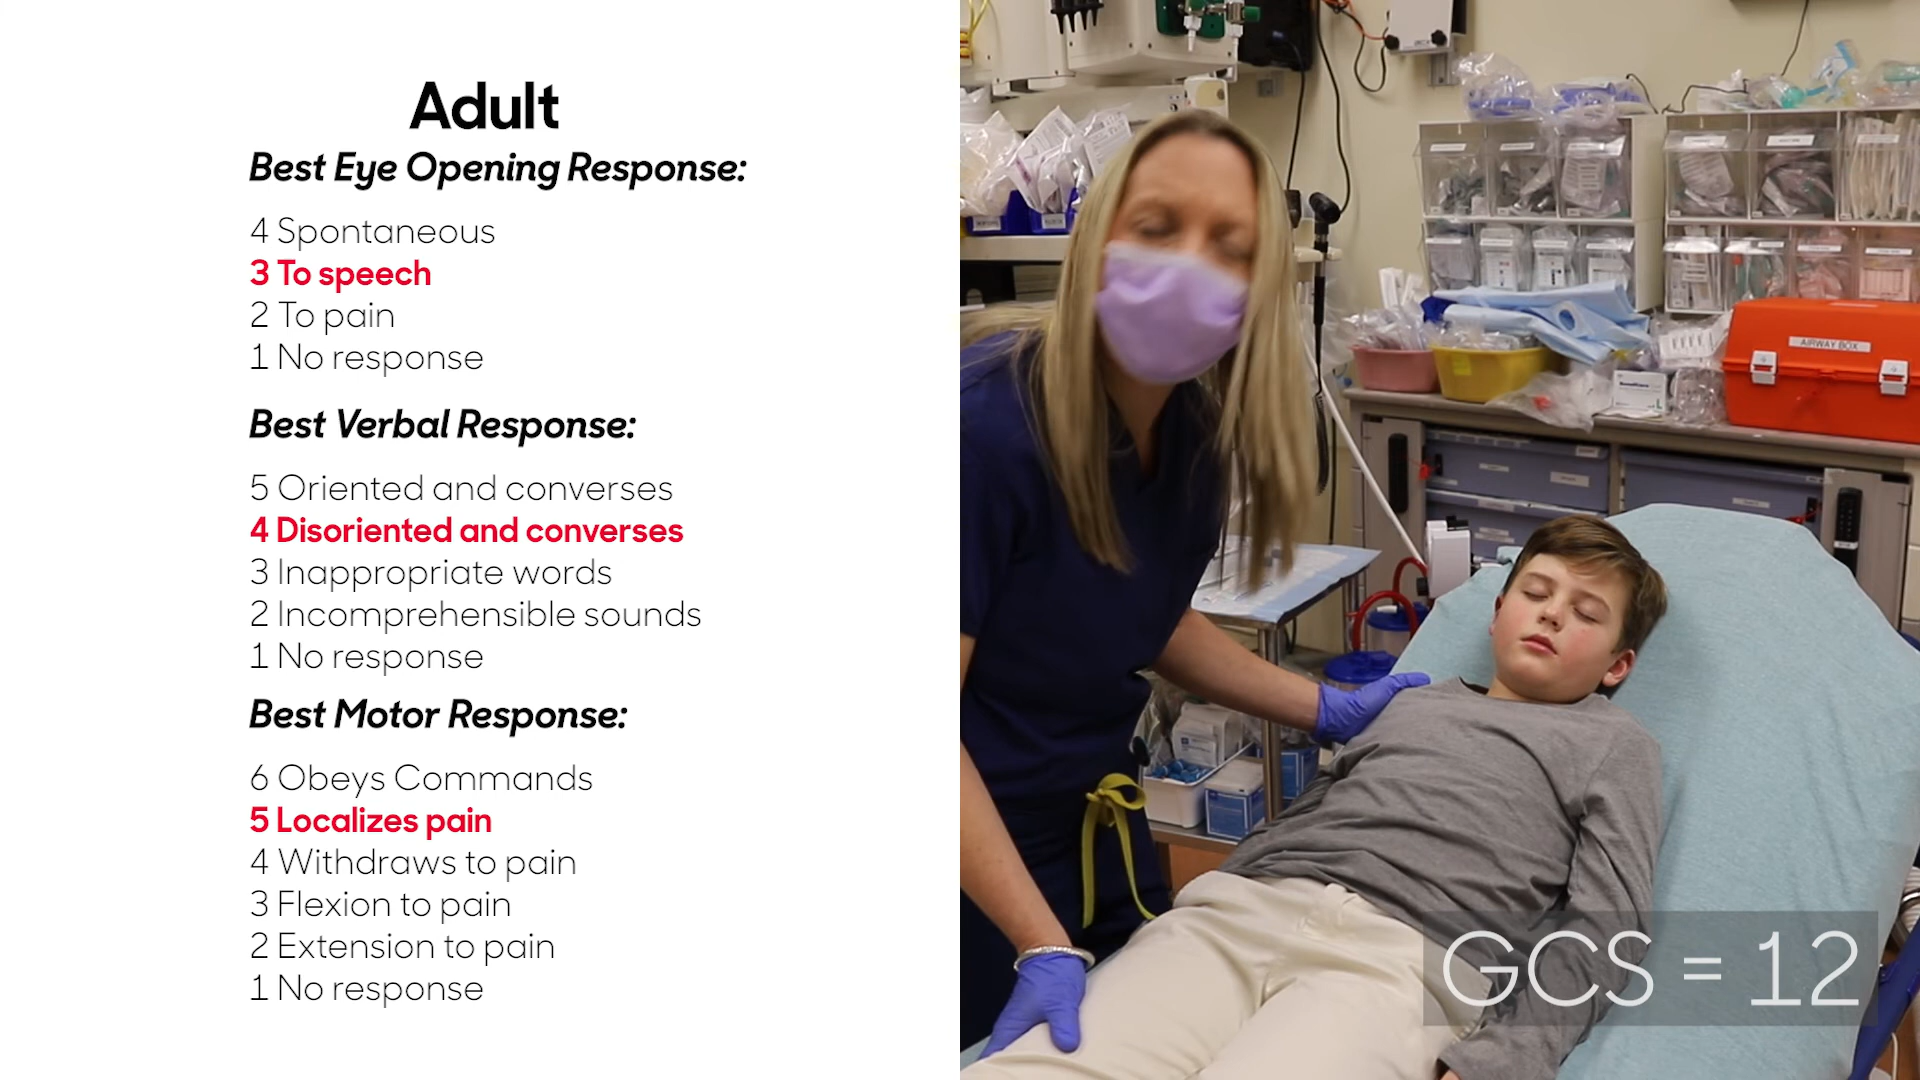 Adult
Best Eye Opening Response:
4 Spontaneous
3 To speech
2 To pain
1 No response
Best Verbal Response:
5 Oriented and converses
4 Disoriented and converses
3 Inappropriate words
2 Incomprehensible sounds
1 No response
Best Motor Response:
6 Obeys Commands
5 Localizes pain
4 Withdraws to pain
3 Flexion to pain
2 Extension to pain
1 No response
AIRWAY BOX
GCS = 12